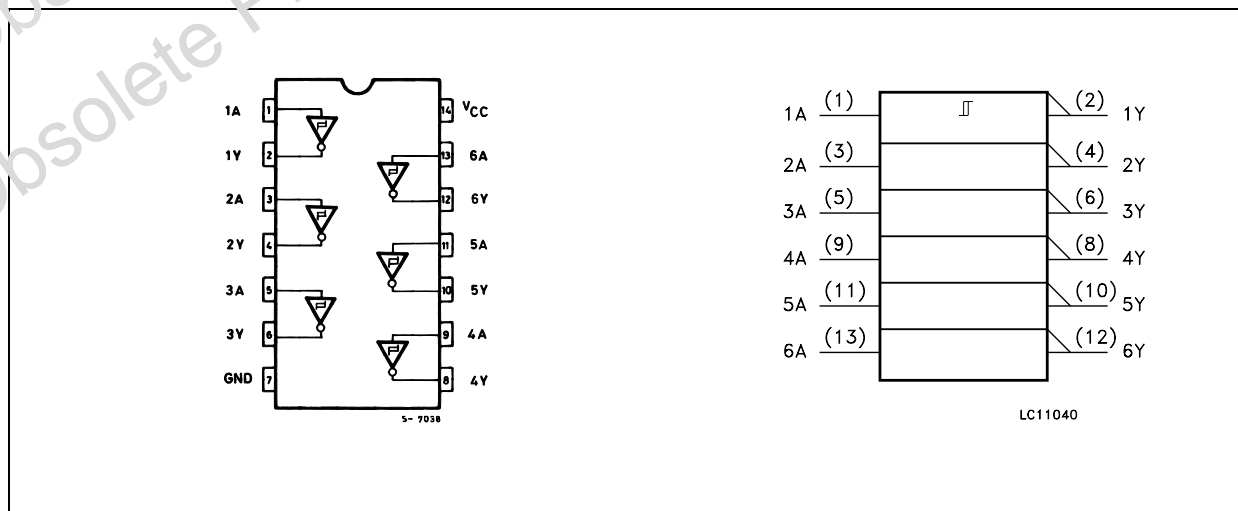 Obsolete P
1A 1 14 VCC
1Y 2 13 6A
2A 3 12 6Y
2Y 4 11 5A
3A 5 10 5Y
3Y 6 9 4A
GND 7 8 4Y
5- 7038
1A (1) (2) 1Y
2A (3) (4) 2Y
3A (5) (6) 3Y
4A (9) (8) 4Y
5A (11) (10) 5Y
6A (13) (12) 6Y
LC11040